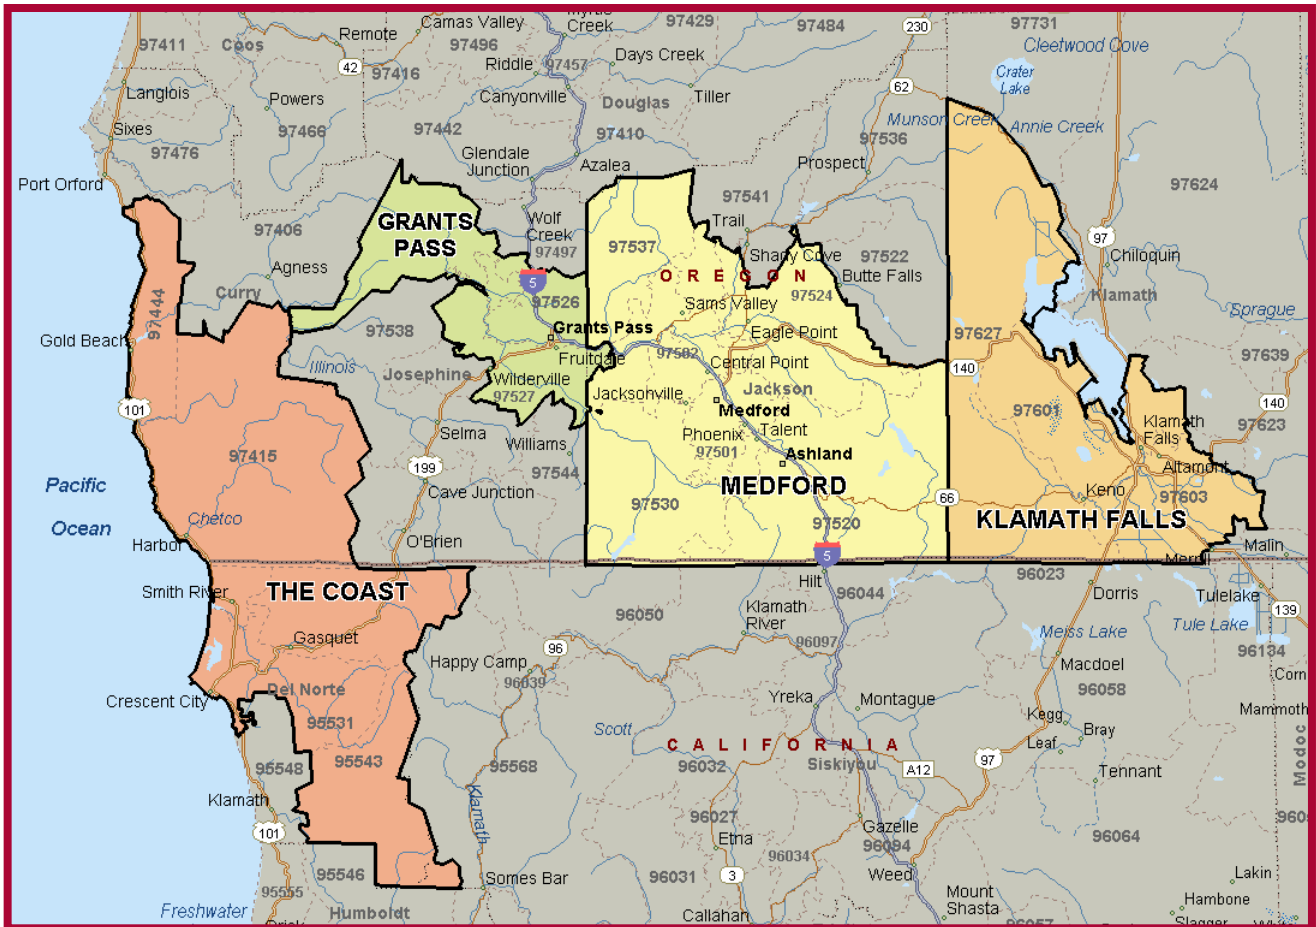 97411
Coos
Remote
Camas Valley
97496
Myrtle
Creek
97429
97484
230
97731
Cleetwood Cove
42
97416
Riddle
97457
Days Creek
Crater
Lake
Langlois
Powers
Canyonville
Douglas
Tiller
62
97466
97442
97410
Munson Creek
Annie Creek
Sixes
97476
Glendale
Junction
Azalea
Prospect
97536
Port Orford
97541
97624
GRANTS
PASS
Wolf
Creek
97497
Trail
97406
97537
Shady Cove
97522
97
Agness
Butte Falls
Chiloquin
OREGON
5
Curry
97526
97524
Klamath
97444
Sams Valley
Sprague
Gold Beach
97538
Grants Pass
Eagle Point
97627
Fruitdale
97502
Central Point
97639
Illinois
Josephine
Wilderville
97527
Jacksonville
Jackson
140
101
Medford
97601
140
Selma
Williams
Phoenix
Talent
97501
Klamath
Falls
97623
97415
199
97544
Ashland
Altamont
Pacific
Ocean
Cave Junction
MEDFORD
66
Keno
97603
97530
KLAMATH FALLS
Chetco
97520
Harbor
O'Brien
5
Merrill
Malin
THE COAST
Hilt
96023
Smith River
96044
Dorris
Tulelake
96050
Klamath
River
139
Gasquet
96
96097
Meiss Lake
Tule Lake
Happy Camp
96039
Macdoel
96134
Crescent City
Del Norte
Yreka
Montague
96058
Corn
95531
Scott
Kegg
Bray
Mammoth
CALIFORNIA
Leaf
Modoc
95548
95543
95568
96032
Siskiyou
A12
97
Tennant
Klamath
Klamath
96027
Gazelle
101
Etna
96094
96064
95546
96034
Weed
95555
Somes Bar
96031
3
Lakin
Freshwater
Humboldt
Callahan
Mount
Shasta
Hambone